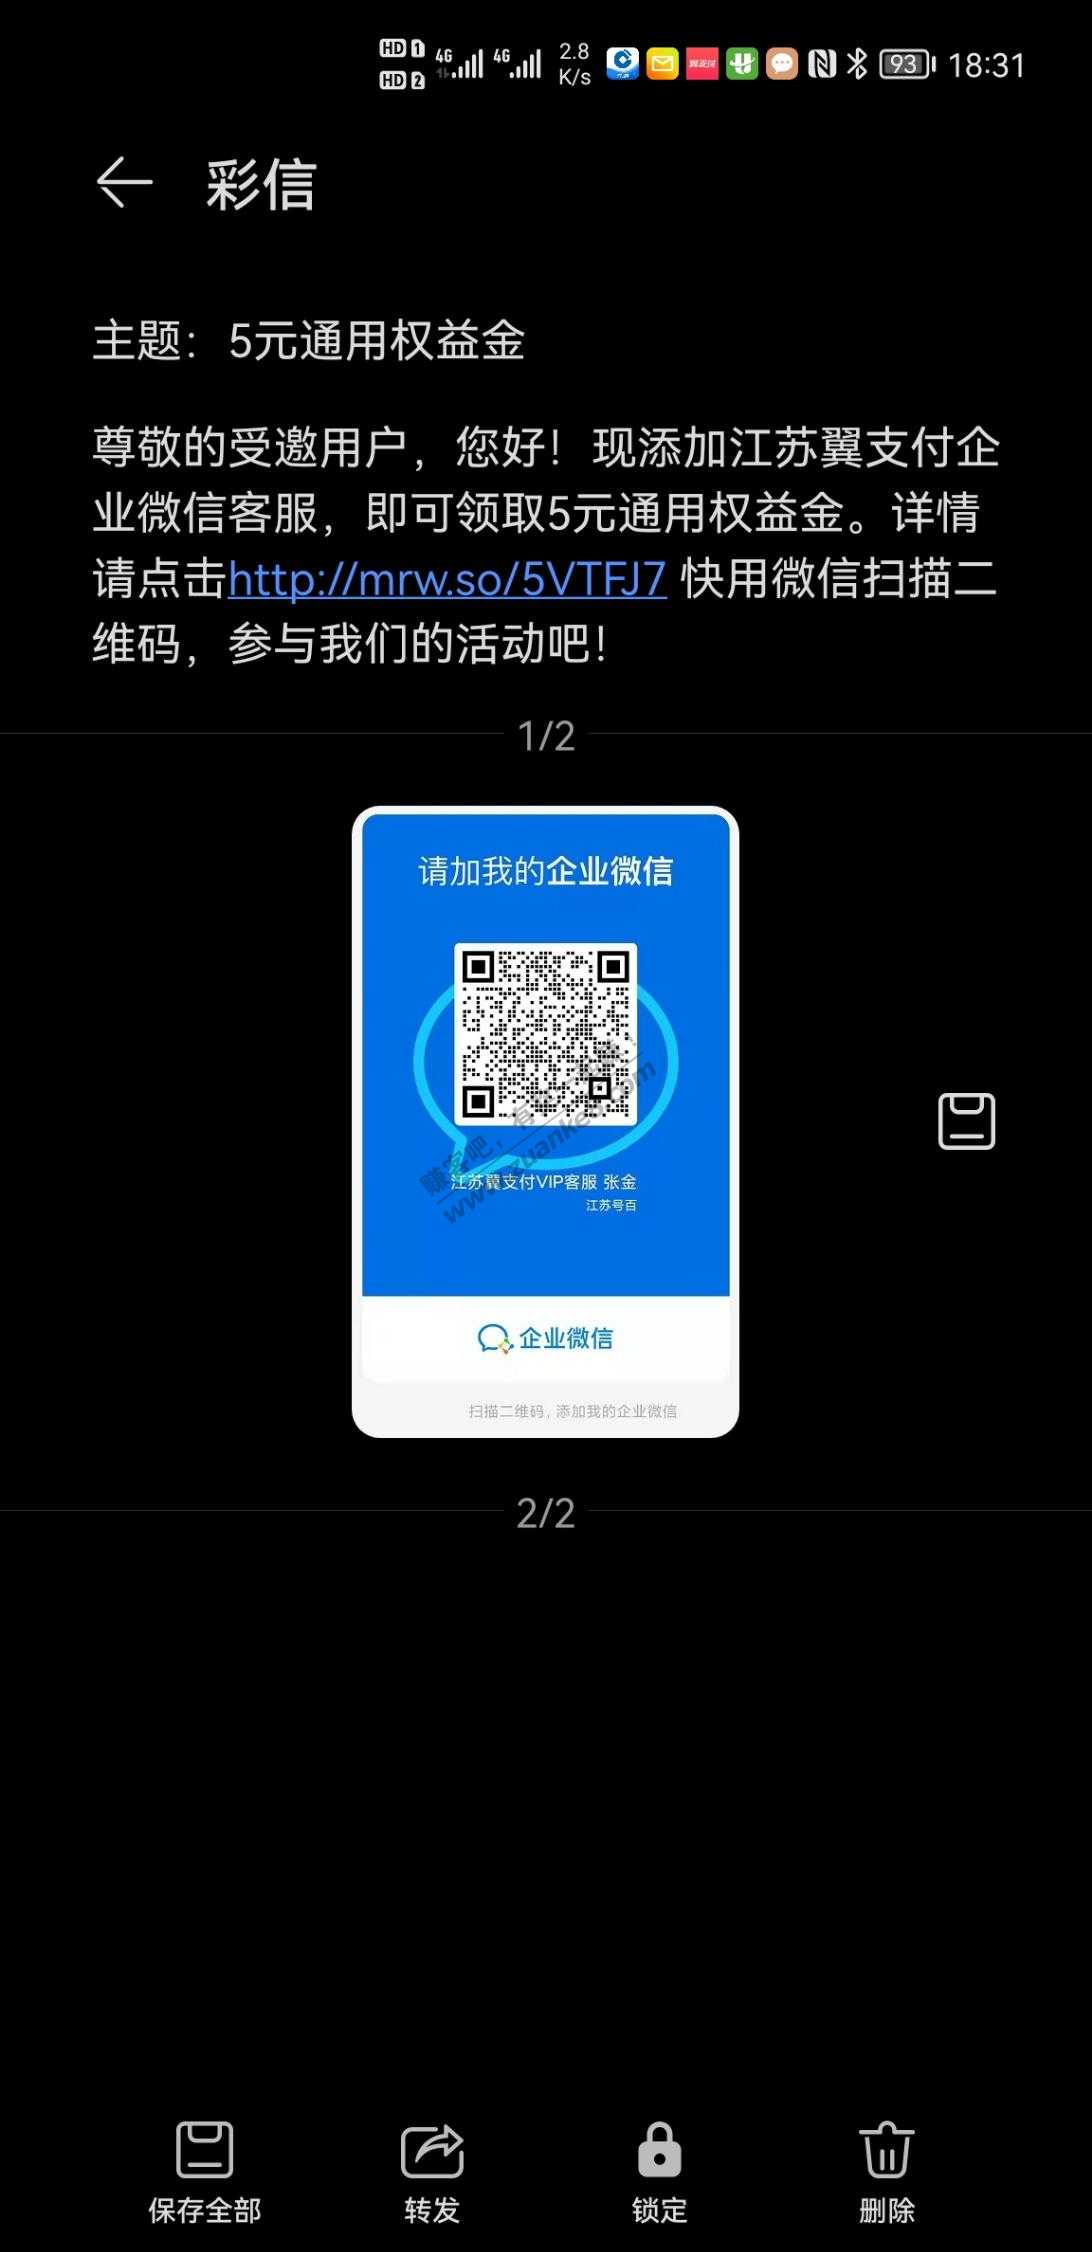 HD 1 4G 4G 2.8 翼支付 93 18:31
HD 2 K/s
彩信
主题：5元通用权益金
尊敬的受邀用户，您好！现添加江苏翼支付企
业微信客服，即可领取5元通用权益金。详情
请点击http://mrw.so/5VTFJ7 快用微信扫描二
维码，参与我们的活动吧！
1/2
请加我的企业微信
赚客吧，有奖一起赚！
www.zuanke8.com
江苏翼支付VIP客服 张金
江苏号百
企业微信
扫描二维码，添加我的企业微信
2/2
保存全部 转发 锁定 删除